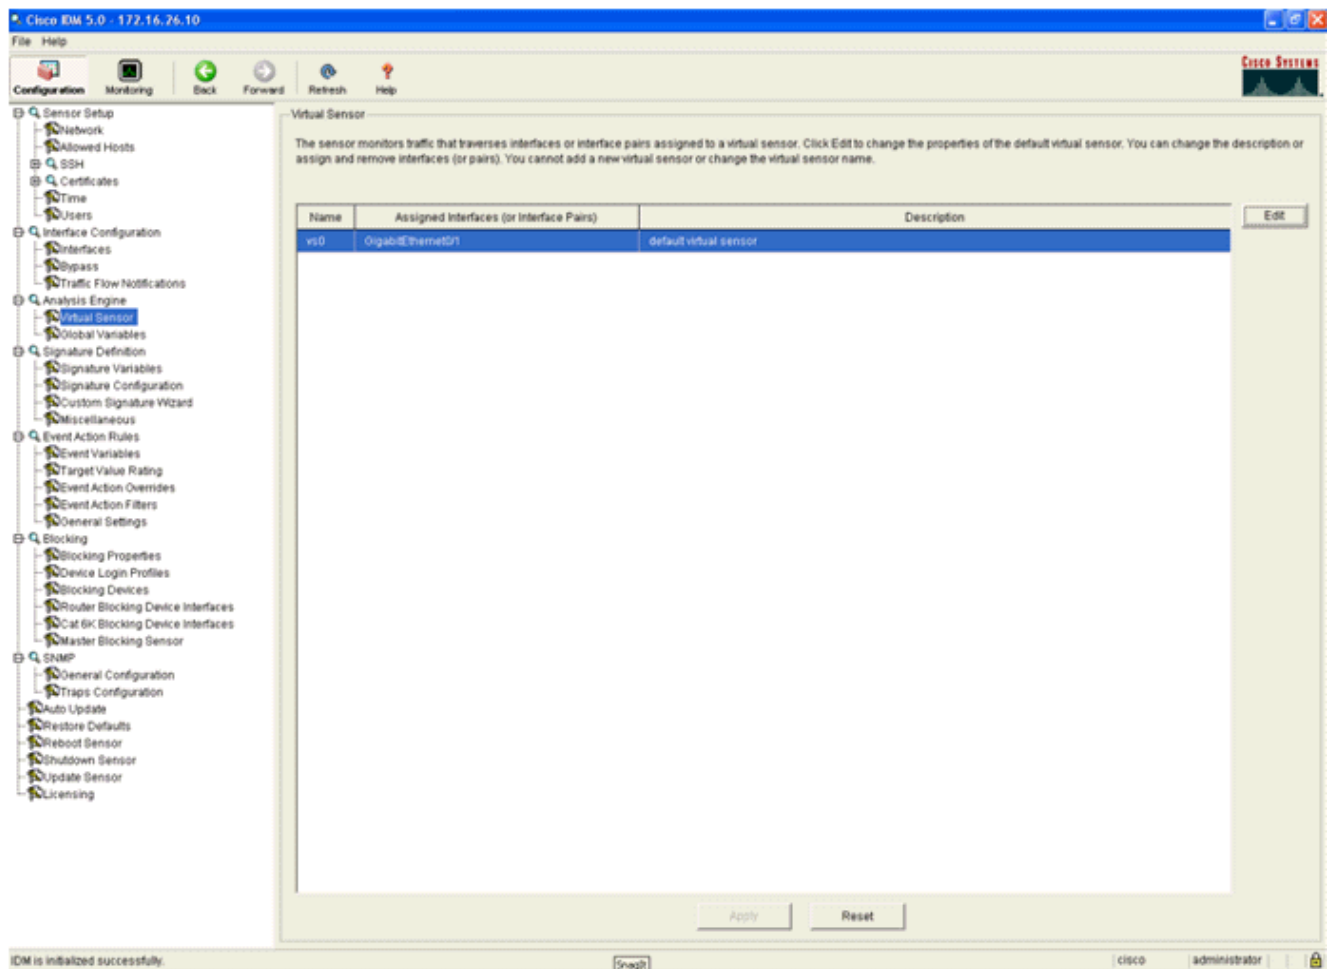 Cisco IDM 5.0 - 172.16.26.10
File Help
Configuration Monitoring Back Forward Refresh Help
CISCO SYSTEMS
Sensor Setup
Network
Allowed Hosts
SSH
Certificates
Time
Users
Interface Configuration
Interfaces
Bypass
Traffic Flow Notifications
Analysis Engine
Virtual Sensor
Global Variables
Signature Definition
Signature Variables
Signature Configuration
Custom Signature Wizard
Miscellaneous
Event Action Rules
Event Variables
Target Value Rating
Event Action Overrides
Event Action Filters
General Settings
Blocking
Blocking Properties
Device Login Profiles
Blocking Devices
Router Blocking Device Interfaces
Cat 6K Blocking Device Interfaces
Master Blocking Sensor
SNMP
General Configuration
Traps Configuration
Auto Update
Restore Defaults
Reboot Sensor
Shutdown Sensor
Update Sensor
Licensing
Virtual Sensor
The sensor monitors traffic that traverses interfaces or interface pairs assigned to a virtual sensor. Click Edit to change the properties of the default virtual sensor. You can change the description or
assign and remove interfaces (or pairs). You cannot add a new virtual sensor or change the virtual sensor name.
Name Assigned Interfaces (or Interface Pairs) Description Edit
vs0 GigabitEthernet0/1 default virtual sensor
Apply Reset
IDM is initialized successfully. SnagIt cisco administrator